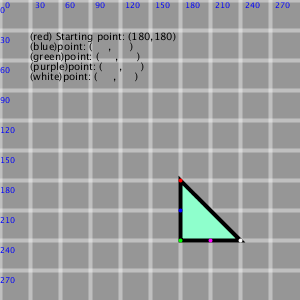 0 30 60 90 120 150 180 210 240 270
30
(red) Starting point: (180,180)
(blue)point: ( , )
(green)point: ( , )
60
(purple)point: ( , )
(white)point: ( , )
90
120
150
180
210
240
270